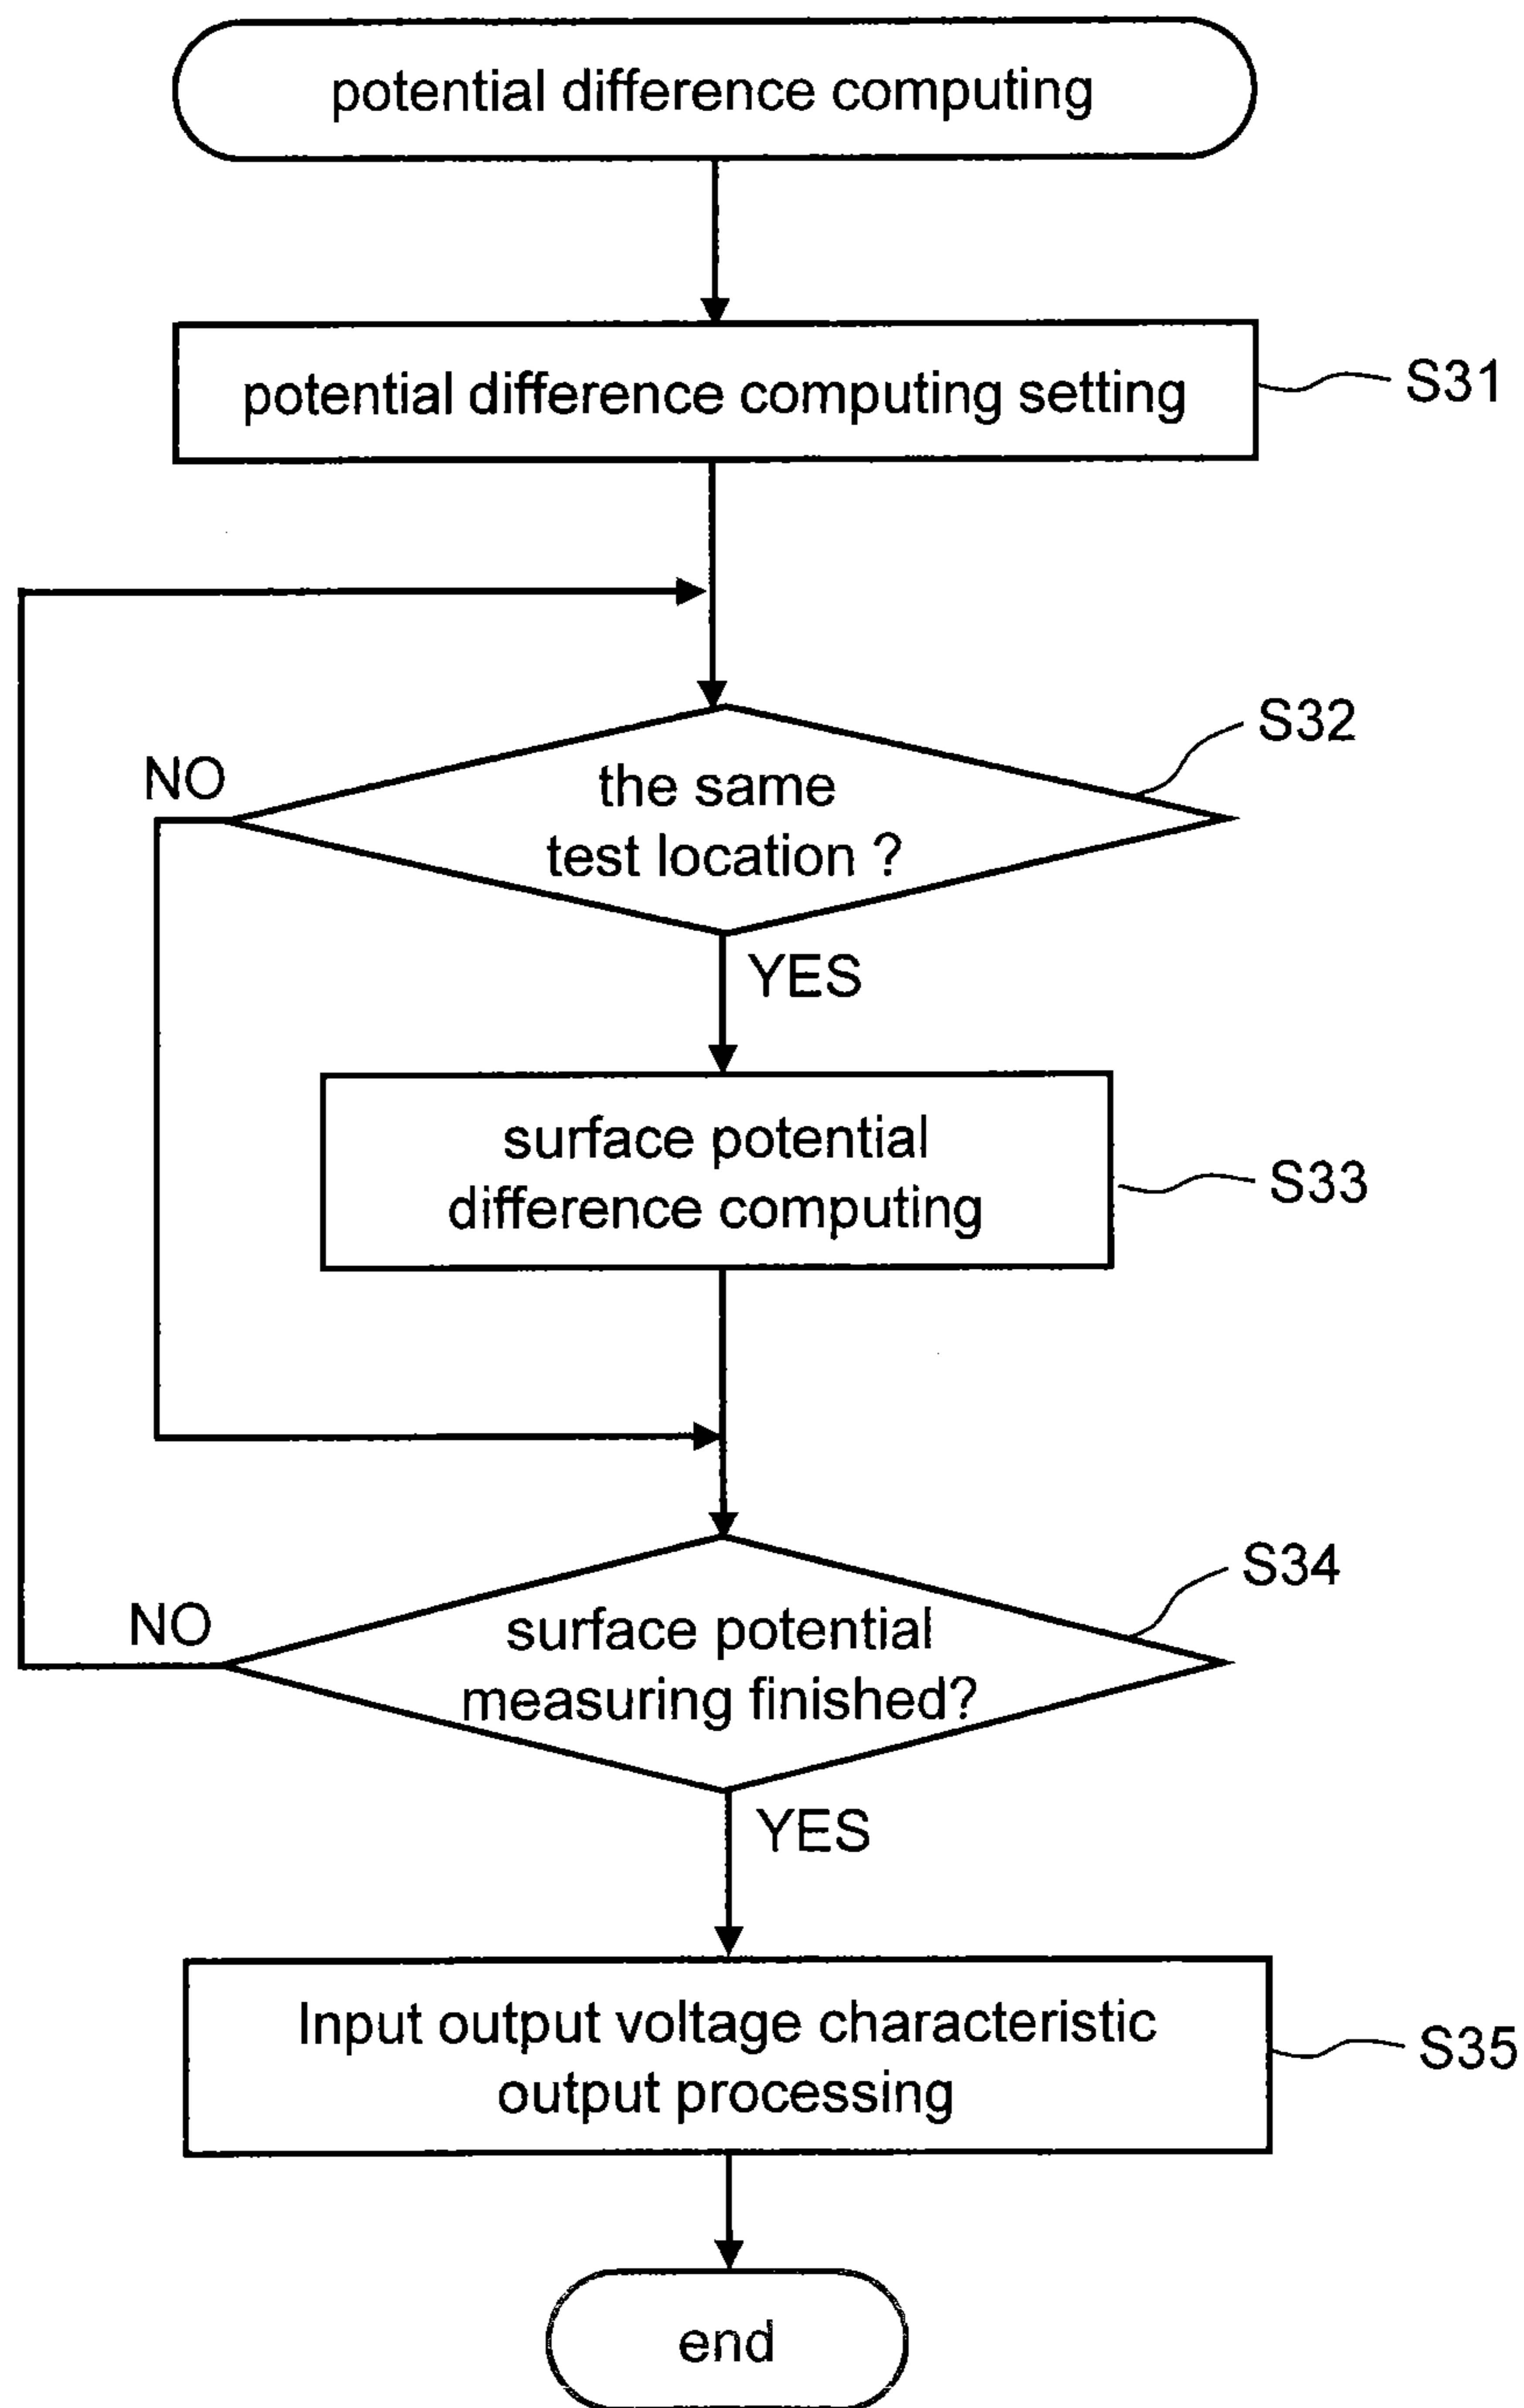 potential difference computing
potential difference computing setting
S31
S32
NO
the same
test location ?
YES
surface potential
difference computing
S33
S34
NO
surface potential
measuring finished?
YES
Input output voltage characteristic
output processing
S35
end